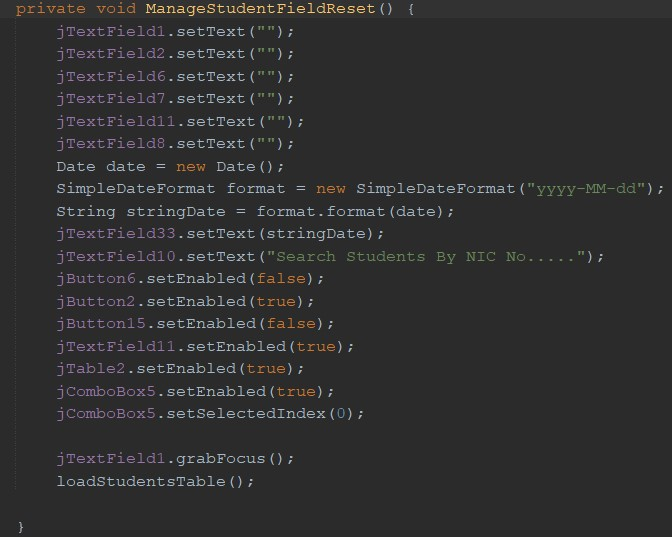 private void ManageStudentFieldReset() {
    jTextField1.setText("");
    jTextField2.setText("");
    jTextField6.setText("");
    jTextField7.setText("");
    jTextField11.setText("");
    jTextField8.setText("");
    Date date = new Date();
    SimpleDateFormat format = new SimpleDateFormat("yyyy-MM-dd");
    String stringDate = format.format(date);
    jTextField33.setText(stringDate);
    jTextField10.setText("Search Students By NIC No.....");
    jButton6.setEnabled(false);
    jButton2.setEnabled(true);
    jButton15.setEnabled(false);
    jTextField11.setEnabled(true);
    jTable2.setEnabled(true);
    jComboBox5.setEnabled(true);
    jComboBox5.setSelectedIndex(0);

    jTextField1.grabFocus();
    loadStudentsTable();

}